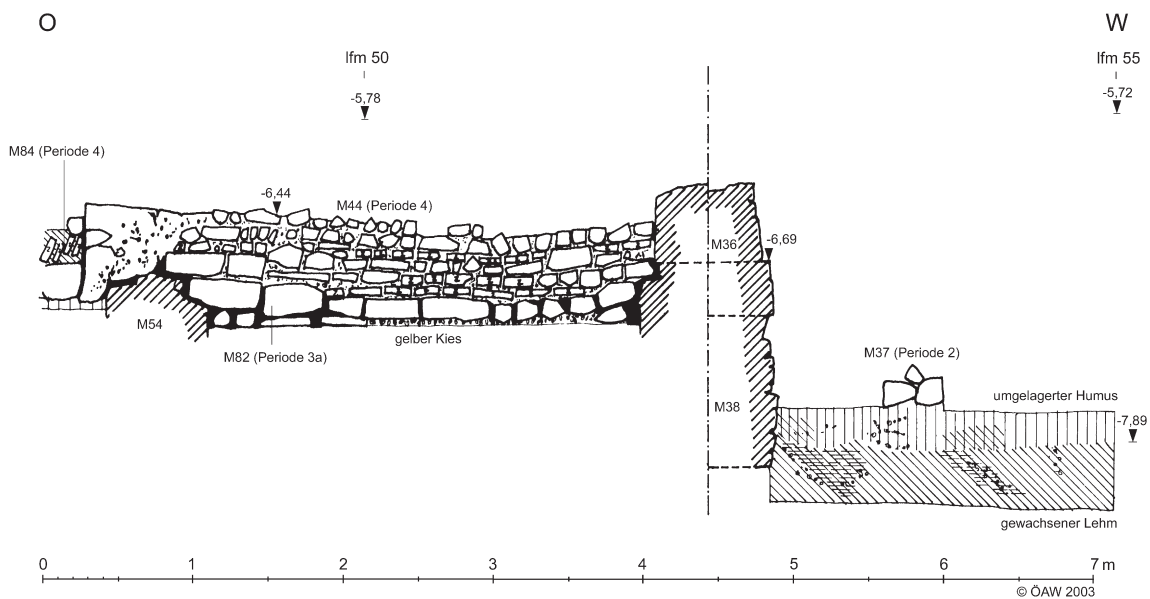 O
W
lfm 50
lfm 55
-5,78
-5,72
M84 (Periode 4)
-6,44
M44 (Periode 4)
M36
-6,69
M54
gelber Kies
M82 (Periode 3a)
M37 (Periode 2)
umgelagerter Humus
M38
-7,89
gewachsener Lehm
0 1 2 3 4 5 6 7 m
© ÖAW 2003